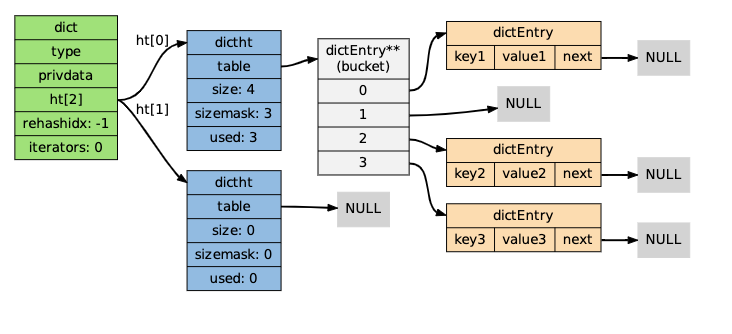 dict
type
privdata
ht[2]
rehashidx: -1
iterators: 0
ht[0]
ht[1]
dictht
table
size: 4
sizemask: 3
used: 3
dictht
table
size: 0
sizemask: 0
used: 0
NULL
dictEntry**
(bucket)
0
1
2
3
dictEntry
key1 value1 next
NULL
NULL
dictEntry
key2 value2 next
NULL
dictEntry
key3 value3 next
NULL